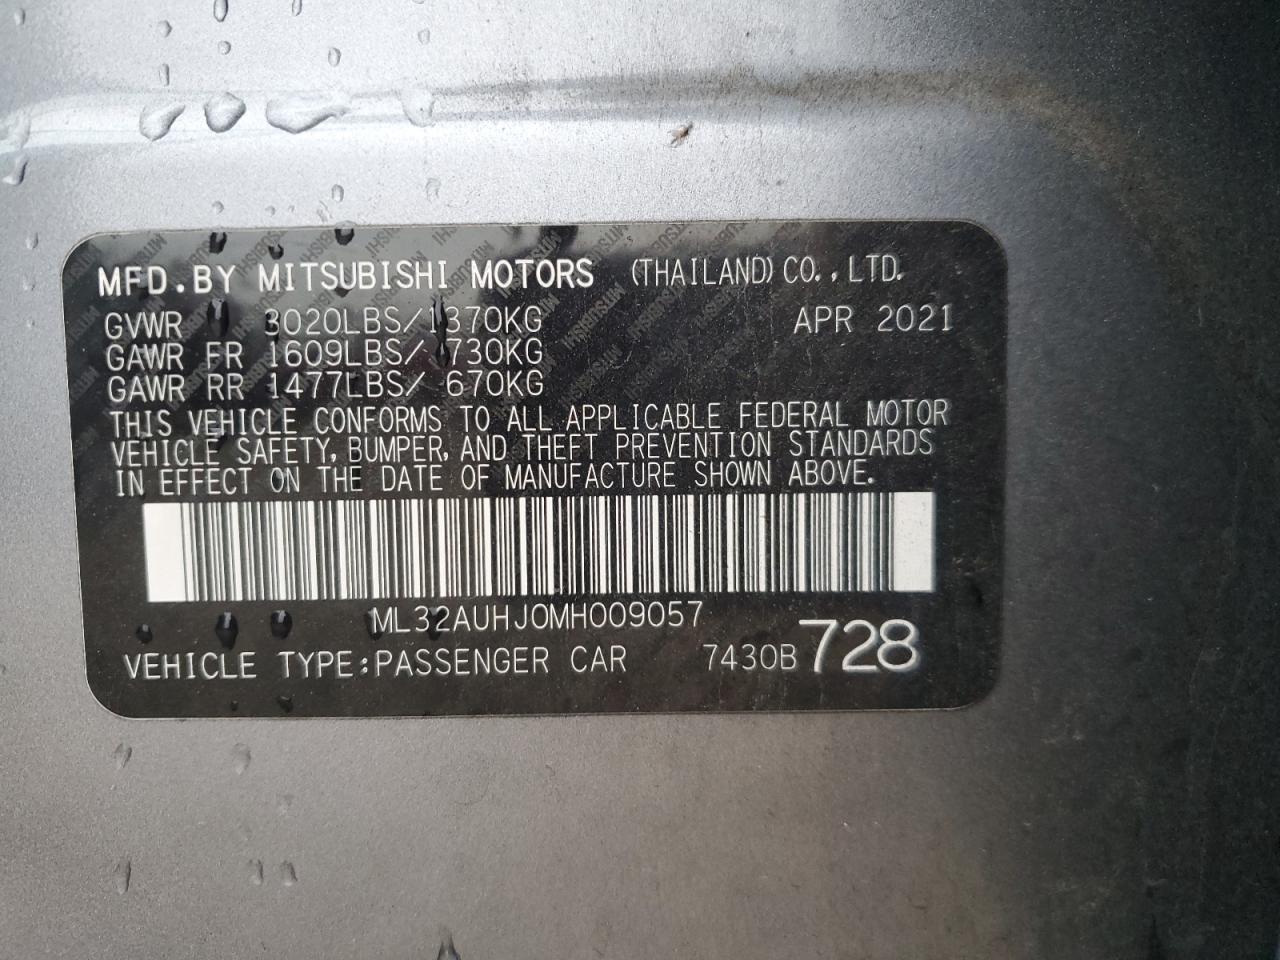 MFD.BY MITSUBISHI MOTORS (THAILAND) CO.,LTD.
GVWR 3020LBS/1370KG APR 2021
GAWR FR 1609LBS/ 730KG
GAWR RR 1477LBS/ 670KG
THIS VEHICLE CONFORMS TO ALL APPLICABLE FEDERAL MOTOR
VEHICLE SAFETY, BUMPER, AND THEFT PREVENTION STANDARDS
IN EFFECT ON THE DATE OF MANUFACTURE SHOWN ABOVE.
ML32AUHJ0MH009057
VEHICLE TYPE:PASSENGER CAR 7430B 728